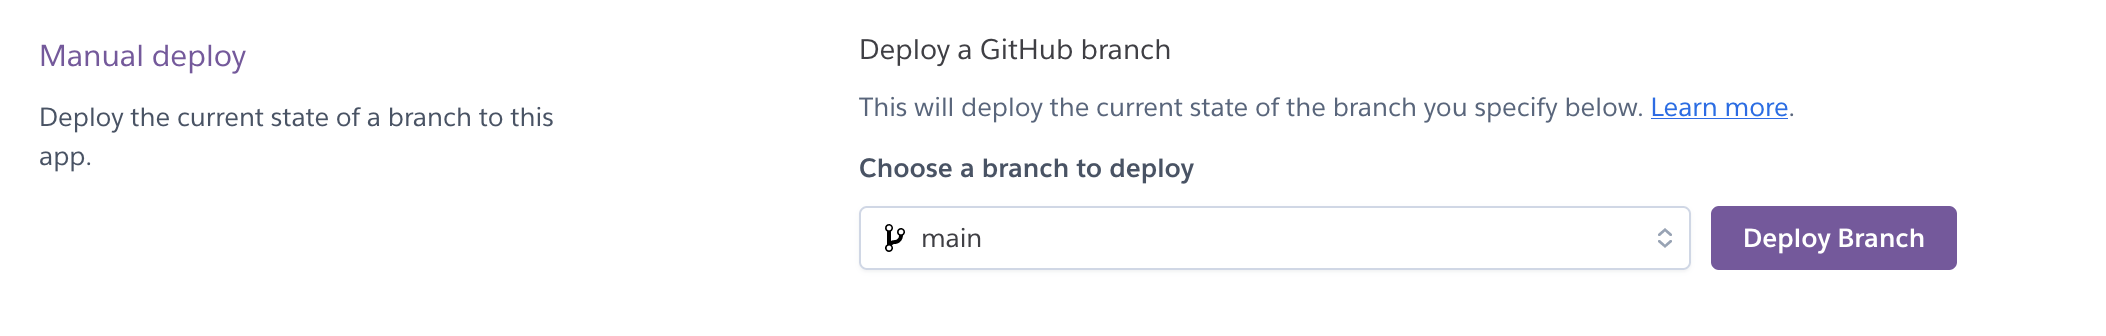 Manual deploy
Deploy the current state of a branch to this
app.
Deploy a GitHub branch
This will deploy the current state of the branch you specify below. Learn more.
Choose a branch to deploy
main
Deploy Branch